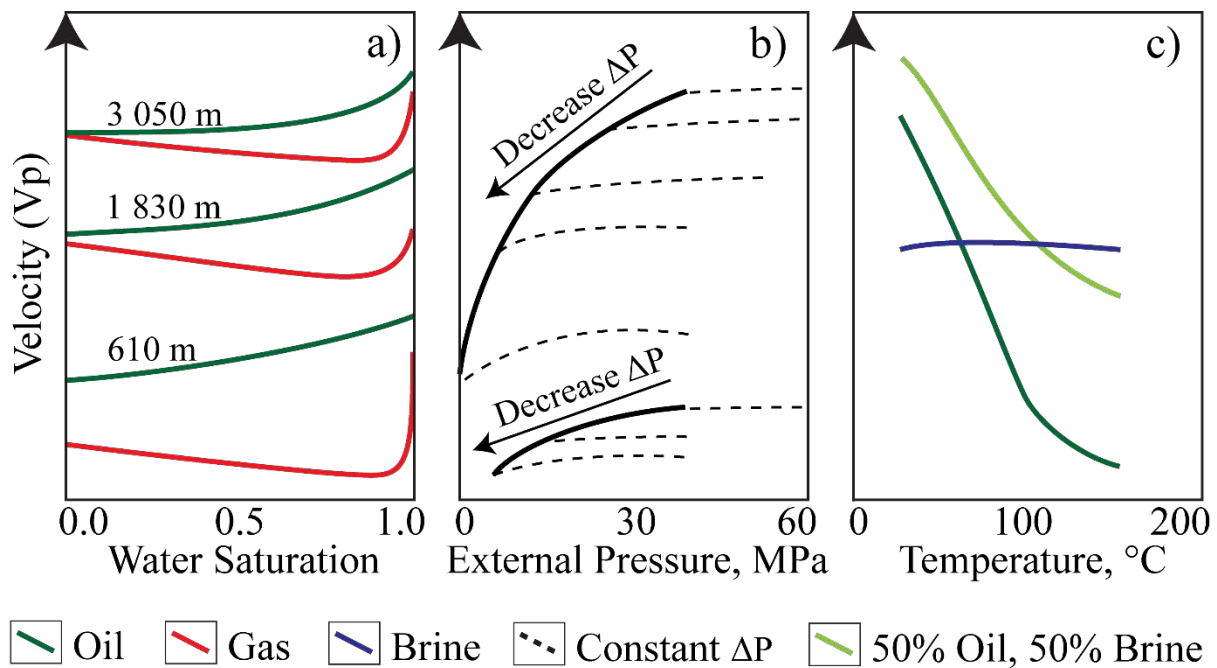 a)
b)
c)
3 050 m
1 830 m
610 m
Decrease ΔP
Decrease ΔP
Velocity (Vp)
0.0 0.5 1.0
Water Saturation
0 30 60
External Pressure, MPa
0 100 200
Temperature, °C
Oil
Gas
Brine
Constant ΔP
50% Oil, 50% Brine